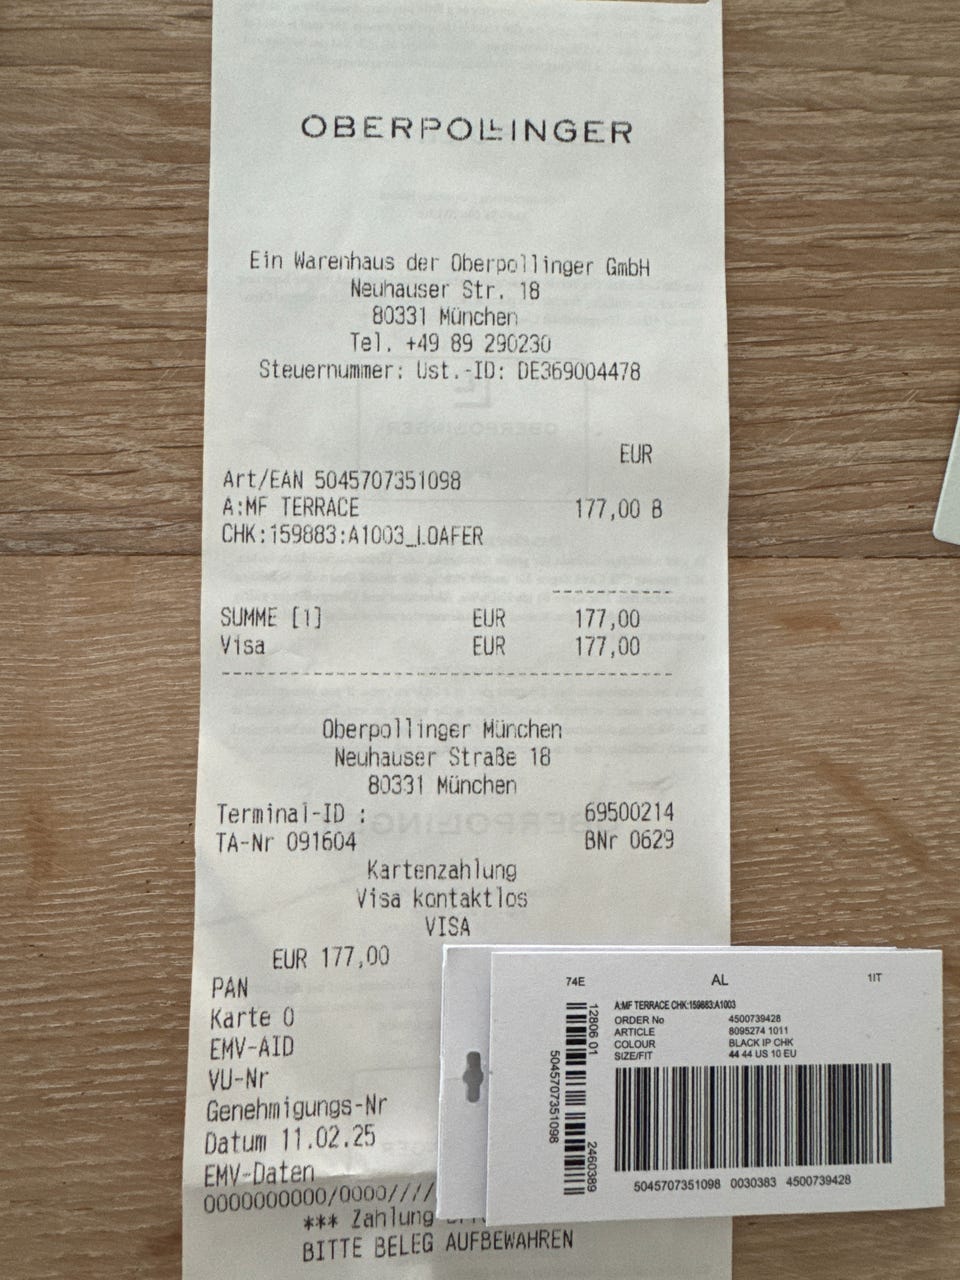 OBERPOLLINGER
Ein Warenhaus der Oberpollinger GmbH
Neuhauser Str. 18
80331 München
Tel. +49 89 290230
Steuernummer: Ust.-ID: DE369004478
EUR
Art/EAN 5045707351098
A:MF TERRACE 177,00 B
CHK:159883:A1003_LOAFER
SUMME [1] EUR 177,00
Visa EUR 177,00
Oberpollinger München
Neuhauser Straße 18
80331 München
Terminal-ID : 69500214
TA-Nr 091604 BNr 0629
Kartenzahlung
Visa kontaktlos
VISA
EUR 177,00
PAN
Karte 0
EMV-AID
VU-Nr
Genehmigungs-Nr
Datum 11.02.25
EMV-Daten
0000000000/0000////
*** Zahlung
BITTE BELEG AUFBEWAHREN
74E AL 1IT
A:MF TERRACE CHK:159883:A1003
ORDER No 4500739428
ARTICLE 8095274 1011
COLOUR BLACK IP CHK
SIZE/FIT 44 44 US 10 EU
5045707351098 0030383 4500739428
12806 01
2460389
5045707351098